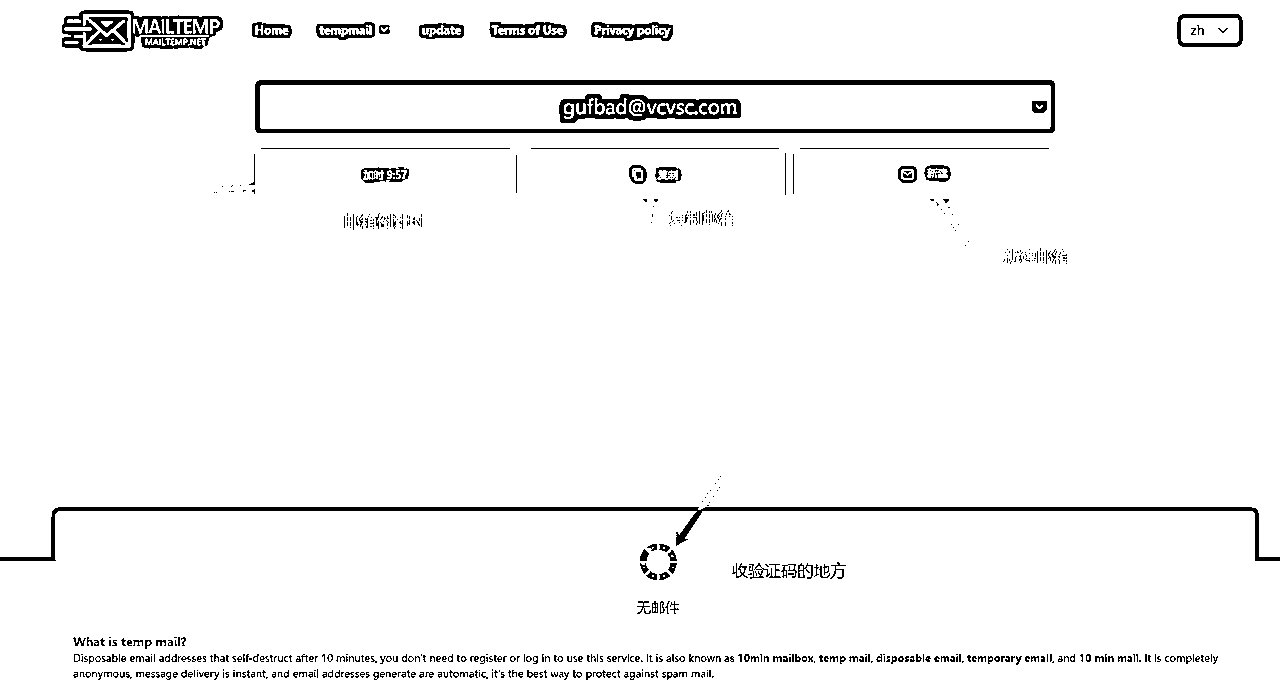 MAILTEMP
MAILTEMP.NET
Home tempmail update Terms of Use Privacy policy
zh
gufbad@vcvsc.com
加时 9:57
复制
新建
复制邮箱
新建邮箱
收验证码的地方
无邮件
What is temp mail?
Disposable email addresses that self-destruct after 10 minutes, you don't need to register or log in to use this service. It is also known as 10min mailbox, temp mail, disposable email, temporary email, and 10 min mail. It is completely
anonymous, message delivery is instant, and email addresses generate are automatic, it's the best way to protect against spam mail.